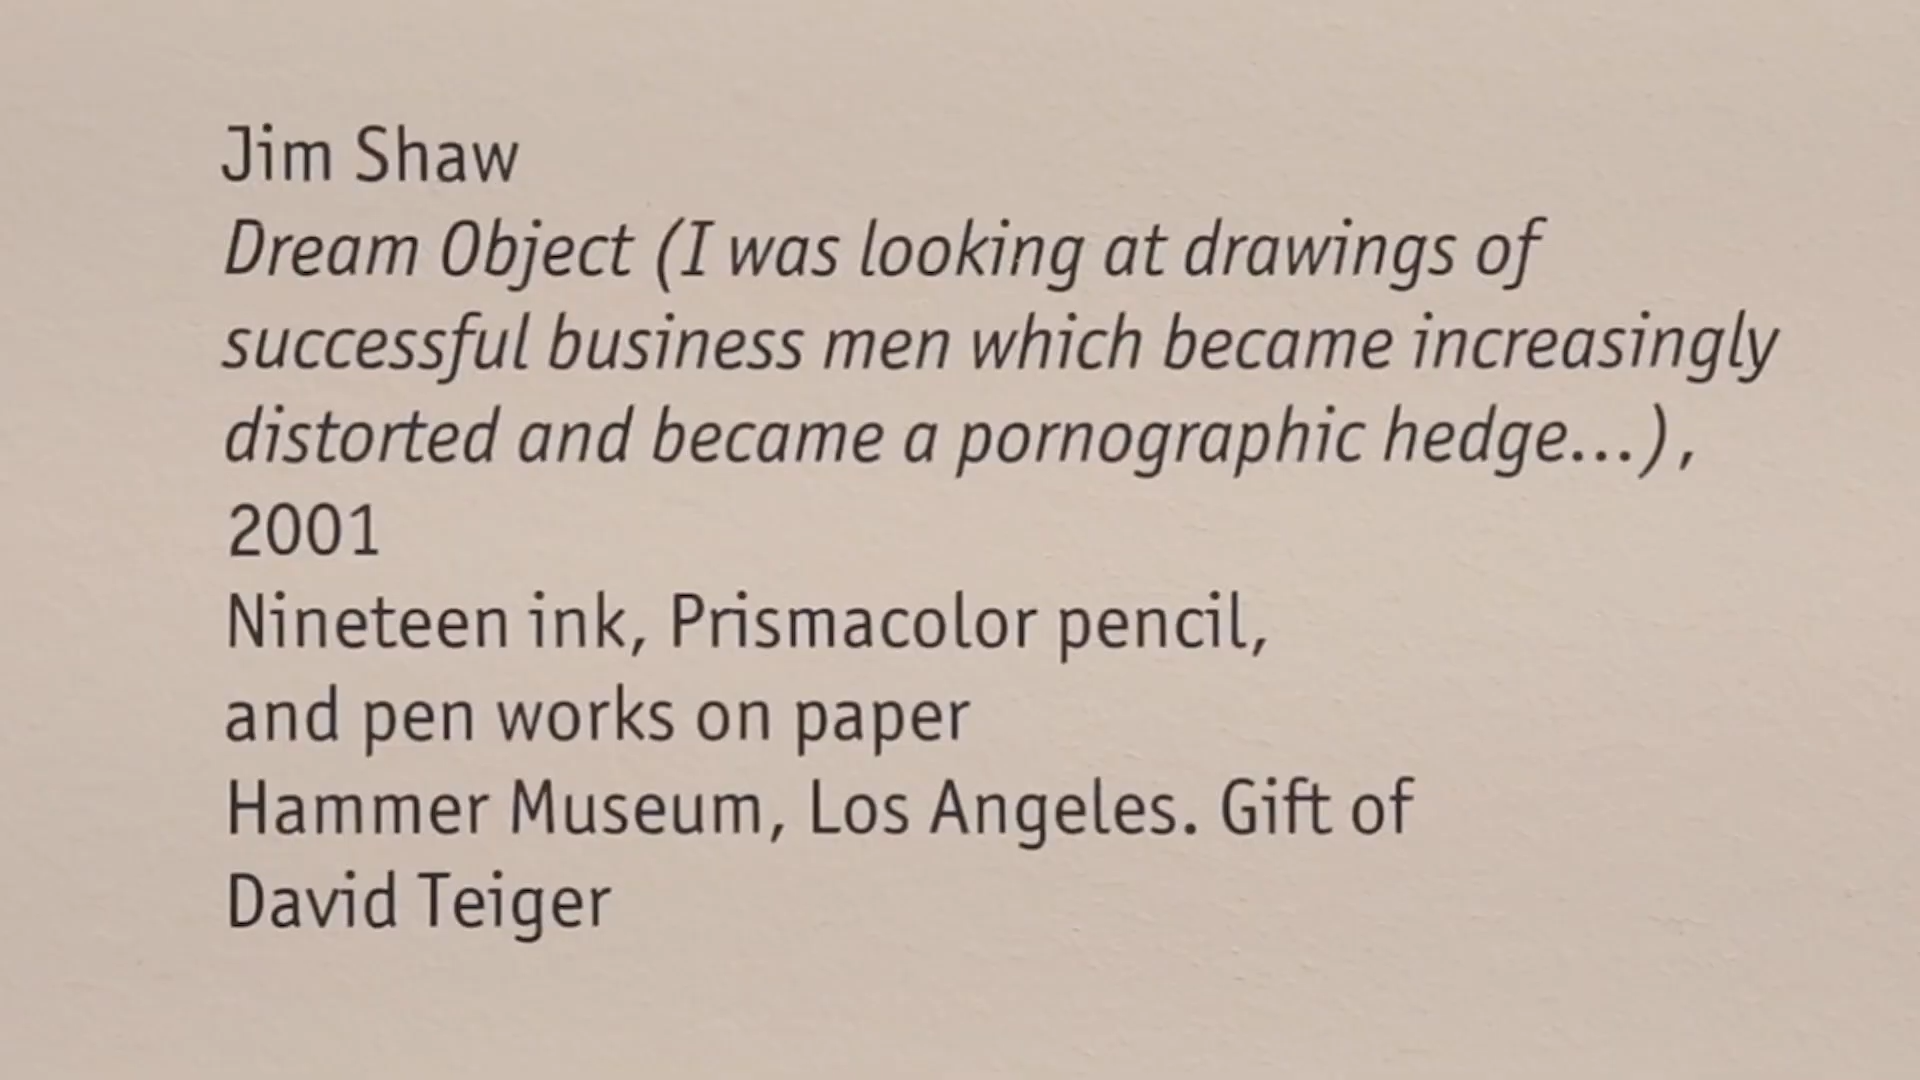 Jim Shaw
Dream Object (I was looking at drawings of
successful business men which became increasingly
distorted and became a pornographic hedge...),
2001
Nineteen ink, Prismacolor pencil,
and pen works on paper
Hammer Museum, Los Angeles. Gift of
David Teiger